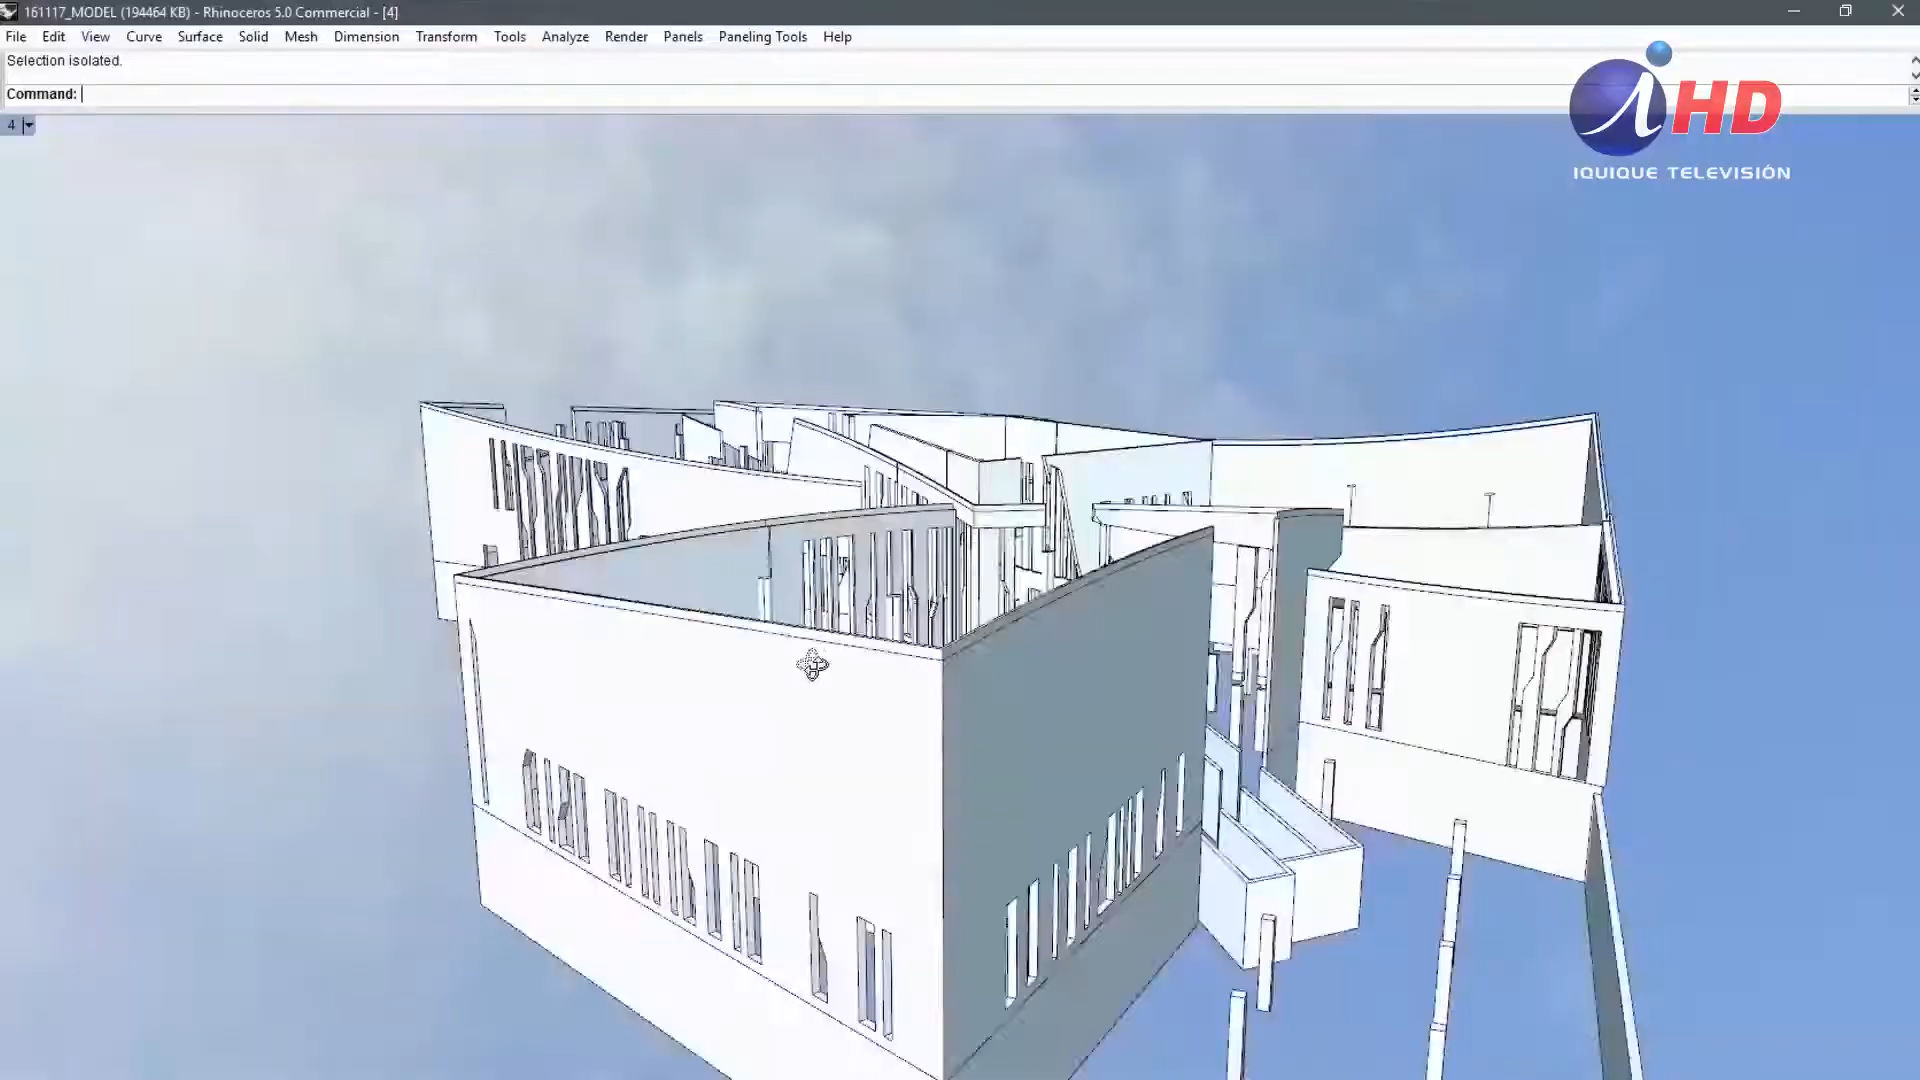 161117_MODEL (194464 KB) - Rhinoceros 5.0 Commercial - [4]
File Edit View Curve Surface Solid Mesh Dimension Transform Tools Analyze Render Panels Paneling Tools Help
Selection isolated.
Command:
4
iHD
IQUIQUE TELEVISIÓN